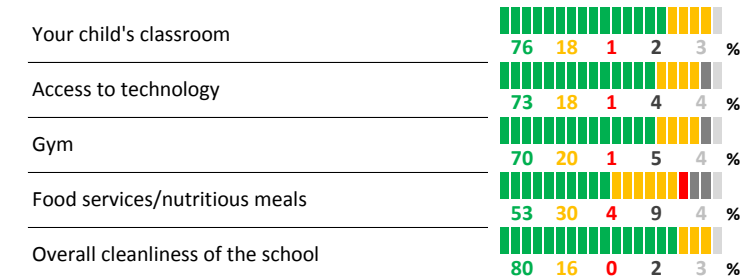 Your child's classroom
76 18 1 2 3 %
Access to technology
73 18 1 4 4 %
Gym
70 20 1 5 4 %
Food services/nutritious meals
53 30 4 9 4 %
Overall cleanliness of the school
80 16 0 2 3 %